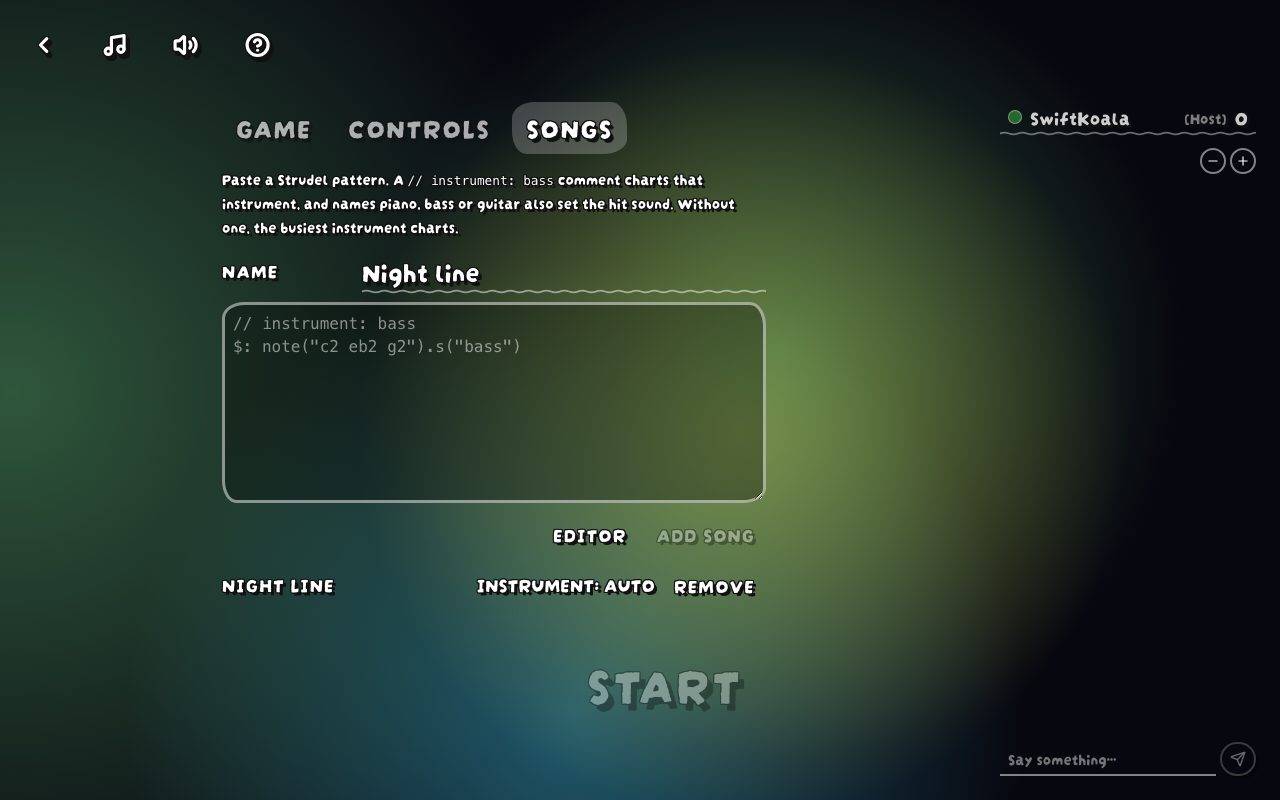 GAME CONTROLS SONGS
SwiftKoala (Host) 0
Paste a Strudel pattern. A // instrument: bass comment charts that
instrument, and names piano, bass or guitar also set the hit sound. Without
one, the busiest instrument charts.
NAME Night line
// instrument: bass
$: note("c2 eb2 g2").s("bass")
EDITOR ADD SONG
NIGHT LINE INSTRUMENT: AUTO REMOVE
START
Say something...